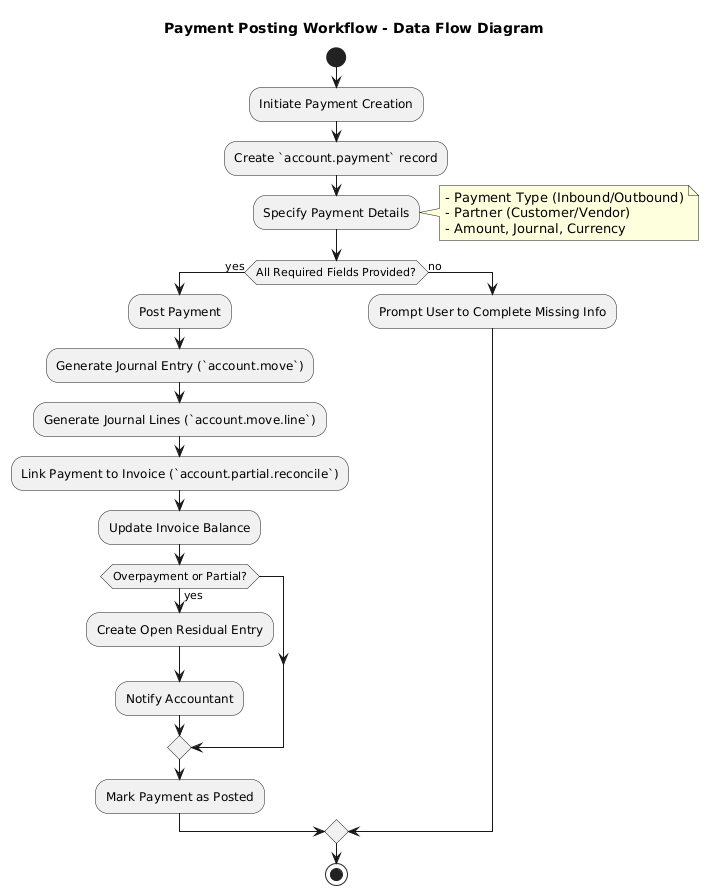 Payment Posting Workflow - Data Flow Diagram
Initiate Payment Creation
Create `account.payment` record
Specify Payment Details
- Payment Type (Inbound/Outbound)
- Partner (Customer/Vendor)
- Amount, Journal, Currency
yes
All Required Fields Provided?
no
Post Payment
Prompt User to Complete Missing Info
Generate Journal Entry (`account.move`)
Generate Journal Lines (`account.move.line`)
Link Payment to Invoice (`account.partial.reconcile`)
Update Invoice Balance
Overpayment or Partial?
yes
Create Open Residual Entry
Notify Accountant
Mark Payment as Posted